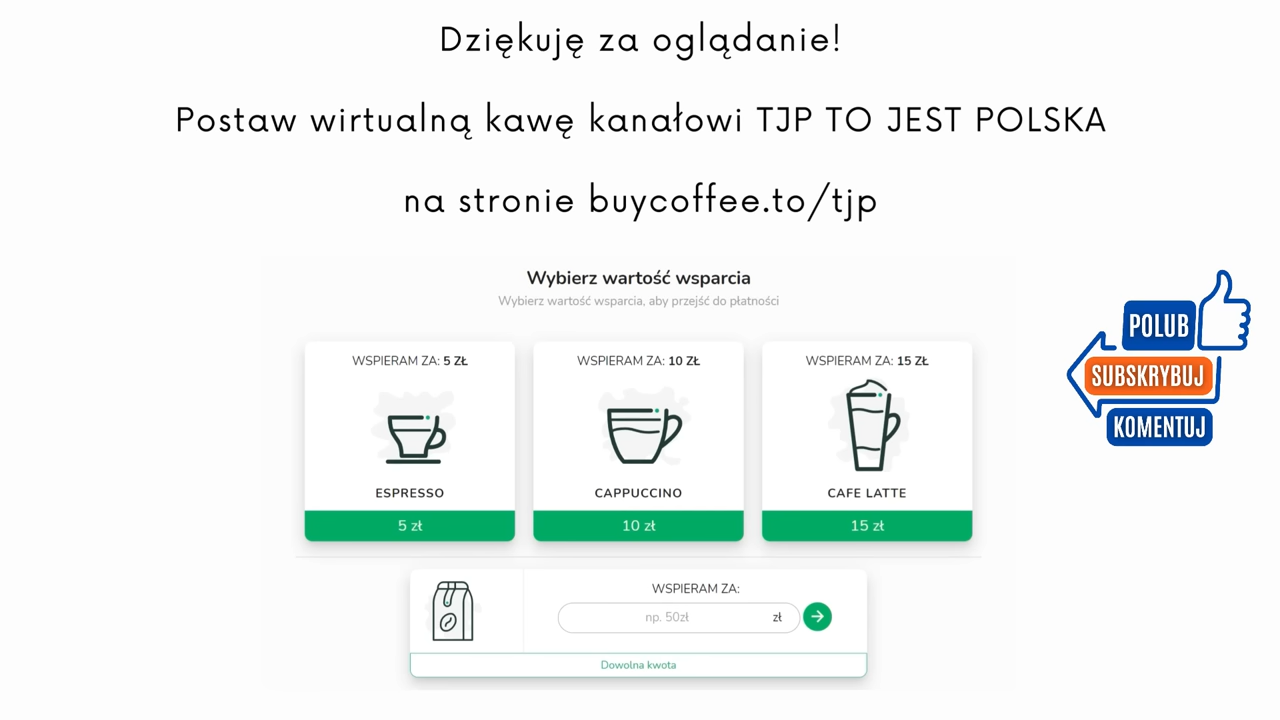 Dziękuję za oglądanie!
Postaw wirtualną kawę kanałowi TJP TO JEST POLSKA
na stronie buycoffee.to/tjp
Wybierz wartość wsparcia
Wybierz wartość wsparcia, aby przejść do płatności
WSPIERAM ZA: 5 ZŁ
ESPRESSO
5 zł
WSPIERAM ZA: 10 ZŁ
CAPPUCCINO
10 zł
WSPIERAM ZA: 15 ZŁ
CAFE LATTE
15 zł
WSPIERAM ZA:
np. 50zł zł
Dowolna kwota
POLUB
SUBSKRYBUJ
KOMENTUJ